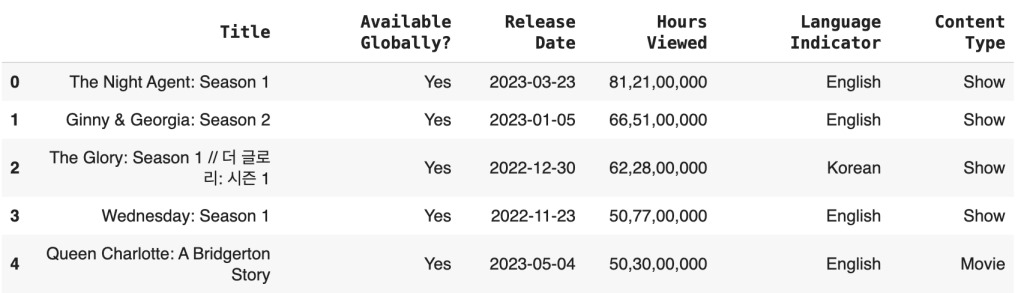 Title Available Globally? Release Date Hours Viewed Language Indicator Content Type
0 The Night Agent: Season 1 Yes 2023-03-23 81,21,00,000 English Show
1 Ginny & Georgia: Season 2 Yes 2023-01-05 66,51,00,000 English Show
2 The Glory: Season 1 // 더 글로리: 시즌 1 Yes 2022-12-30 62,28,00,000 Korean Show
3 Wednesday: Season 1 Yes 2022-11-23 50,77,00,000 English Show
4 Queen Charlotte: A Bridgerton Story Yes 2023-05-04 50,30,00,000 English Movie